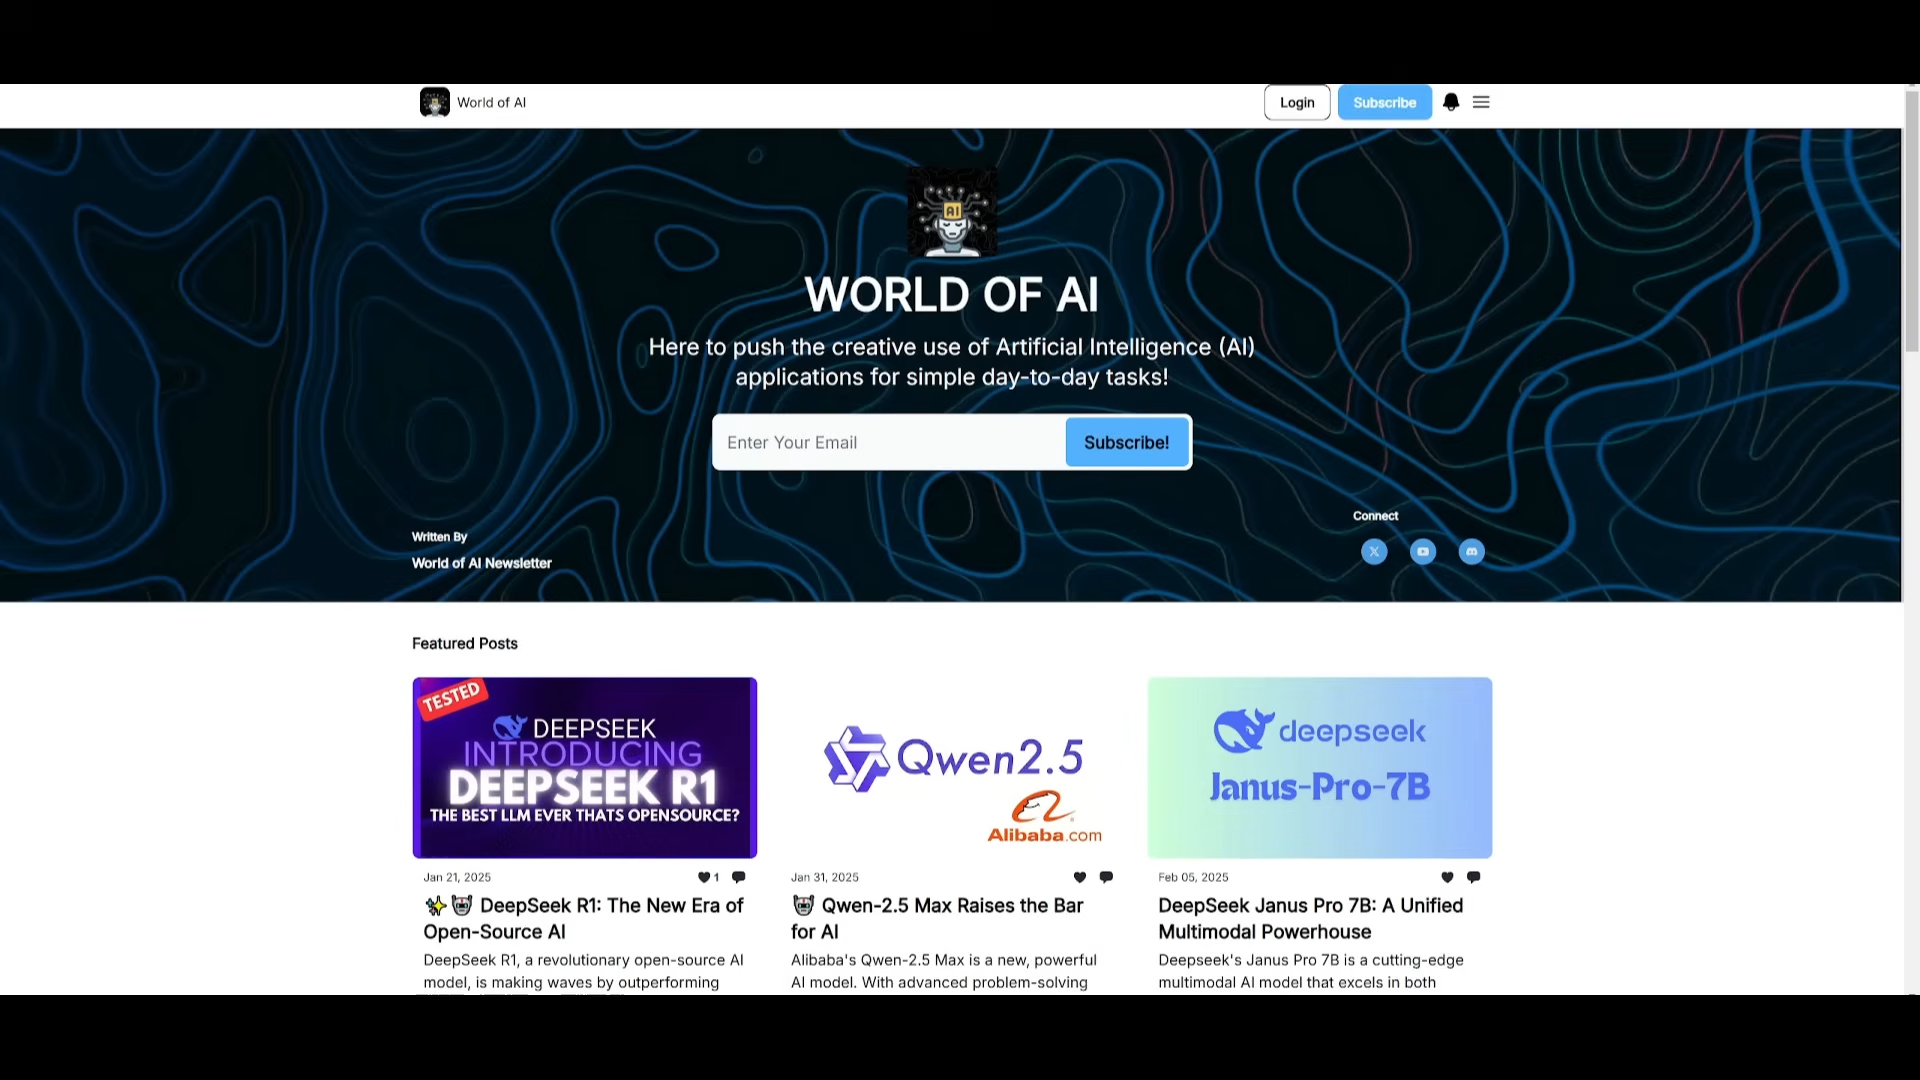 World of AI
Login
Subscribe
AI
WORLD OF AI
Here to push the creative use of Artificial Intelligence (AI)
applications for simple day-to-day tasks!
Enter Your Email
Subscribe!
Connect
Written By
World of AI Newsletter
Featured Posts
TESTED
DEEPSEEK
INTRODUCING
DEEPSEEK R1
THE BEST LLM EVER THATS OPENSOURCE?
Jan 21, 2025
1
DeepSeek R1: The New Era of
Open-Source AI
DeepSeek R1, a revolutionary open-source AI
model, is making waves by outperforming
Qwen2.5
Alibaba.com
Jan 31, 2025
Qwen-2.5 Max Raises the Bar
for AI
Alibaba's Qwen-2.5 Max is a new, powerful
AI model. With advanced problem-solving
deepseek
Janus-Pro-7B
Feb 05, 2025
DeepSeek Janus Pro 7B: A Unified
Multimodal Powerhouse
Deepseek's Janus Pro 7B is a cutting-edge
multimodal AI model that excels in both